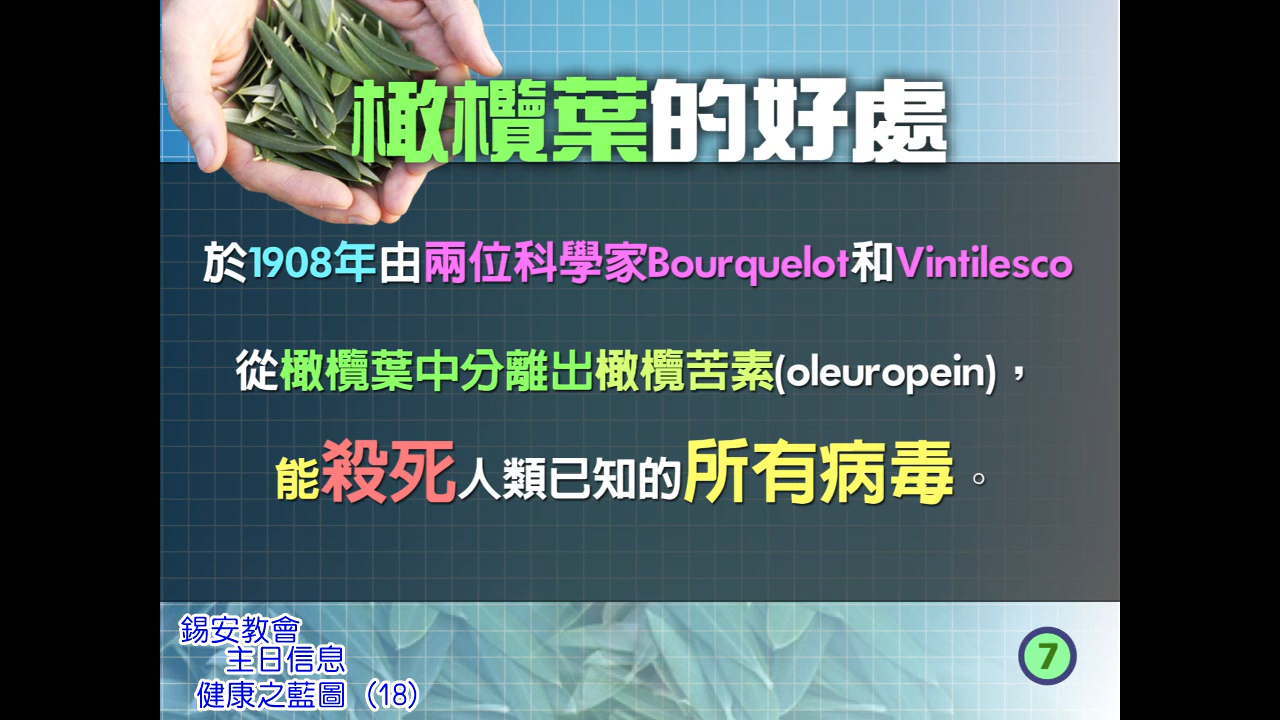 橄欖葉的好處
於1908年由兩位科學家Bourquelot和Vintilesco
從橄欖葉中分離出橄欖苦素(oleuropein)，
能殺死人類已知的所有病毒。
錫安教會
主日信息
健康之藍圖 (18)
7